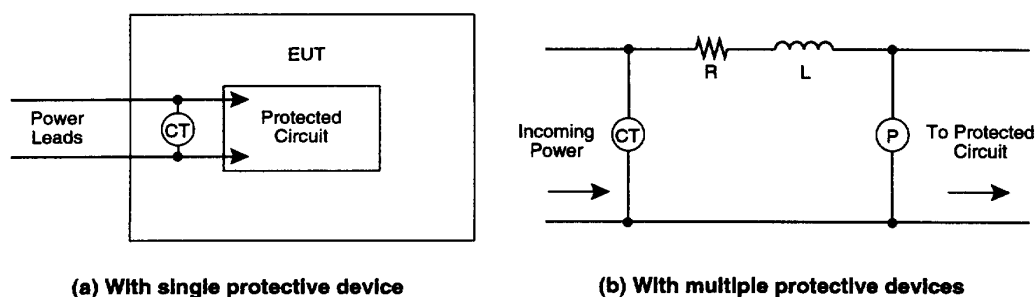 EUT
Power
Leads
CT
Protected
Circuit
(a) With single protective device
R
L
Incoming
Power
CT
P
To Protected
Circuit
(b) With multiple protective devices